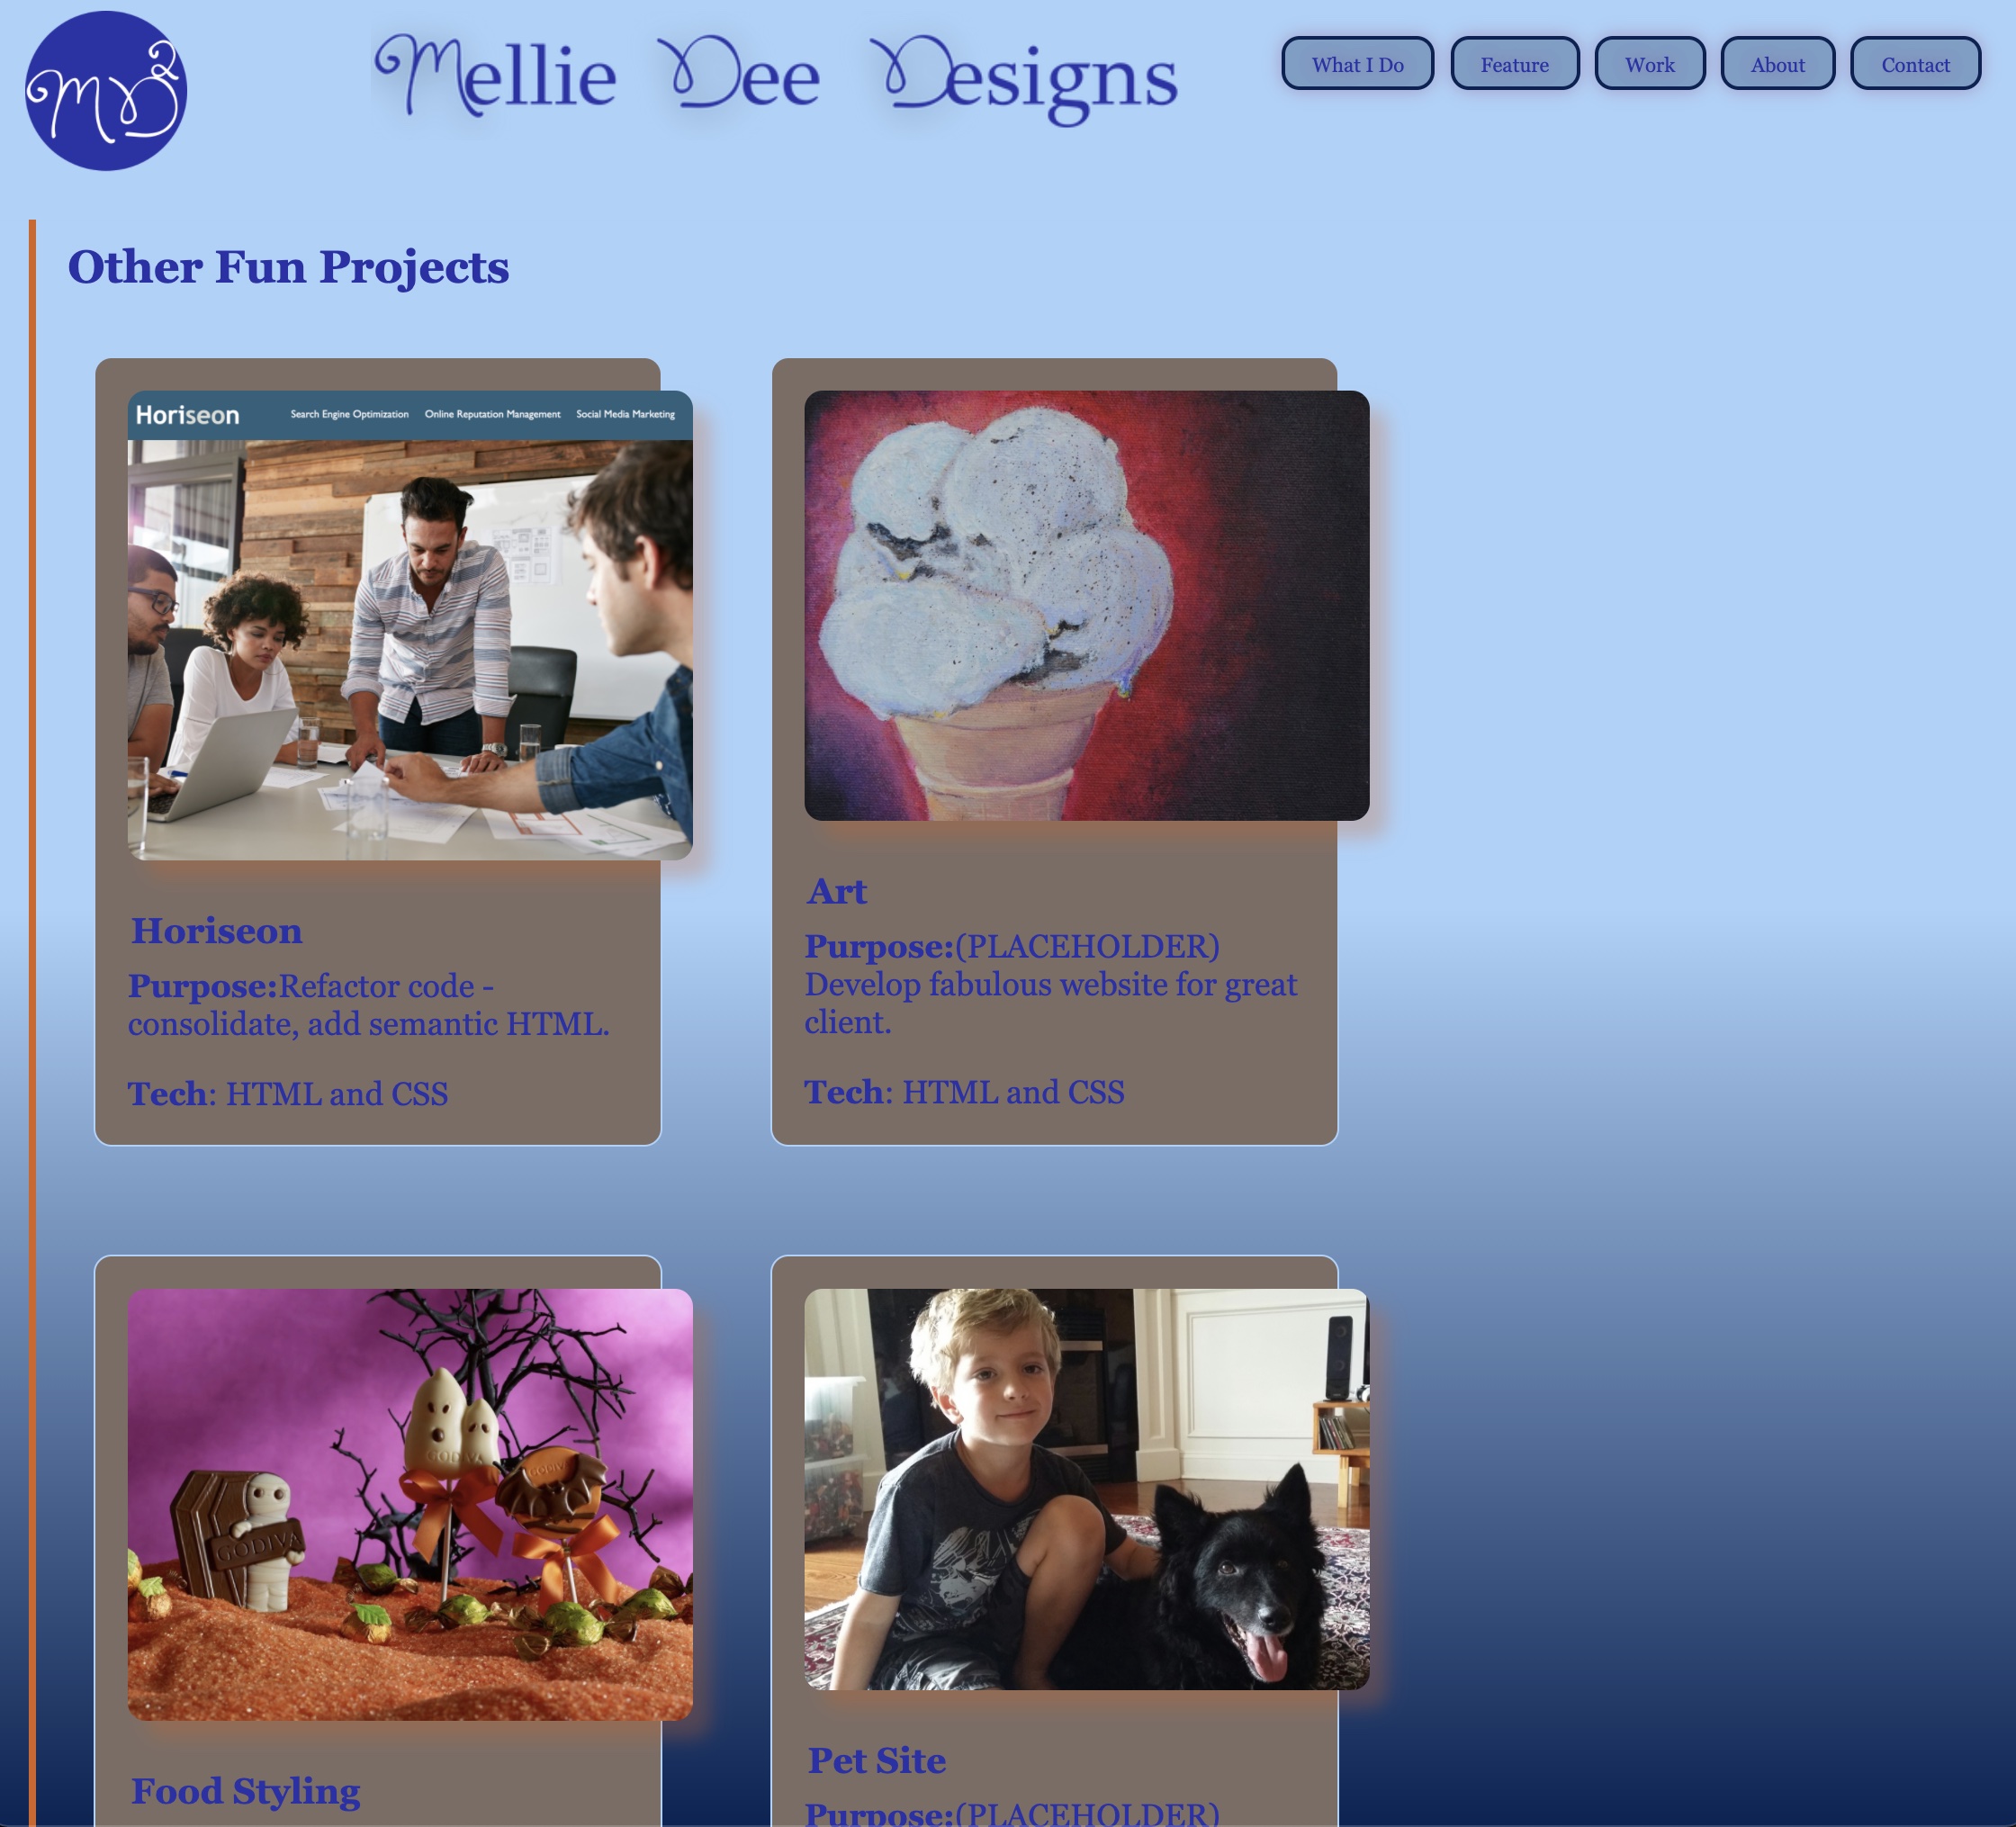 MD2
Mellie Dee Designs
What I Do
Feature
Work
About
Contact
Other Fun Projects
Horiseon
Search Engine Optimization
Online Reputation Management
Social Media Marketing
Horiseon
Purpose:Refactor code -
consolidate, add semantic HTML.
Tech: HTML and CSS
Art
Purpose:(PLACEHOLDER)
Develop fabulous website for great
client.
Tech: HTML and CSS
GODIVA
GODIVA
GODIVA
Food Styling
Pet Site
Purpose:(PLACEHOLDER)